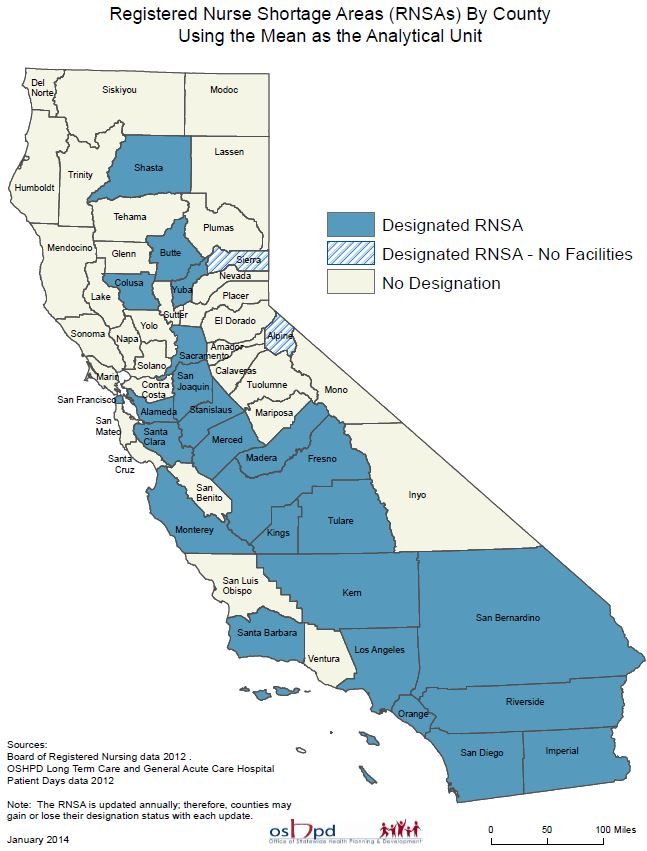 Registered Nurse Shortage Areas (RNSAs) By County
Using the Mean as the Analytical Unit
Del
Norte
Siskiyou
Modoc
Humboldt
Trinity
Shasta
Lassen
Tehama
Plumas
Mendocino
Glenn
Butte
Sierra
Nevada
Colusa
Yuba
Placer
Lake
Sutter
Sonoma
Napa
Yolo
El Dorado
Alpine
Sacramento
Amador
Solano
Marin
Calaveras
Contra
Costa
San
Joaquin
Tuolumne
Mono
San Francisco
Alameda
Stanislaus
Mariposa
San
Mateo
Santa
Clara
Merced
Santa
Cruz
Madera
Fresno
San
Benito
Inyo
Monterey
Kings
Tulare
San Luis
Obispo
Kern
San Bernardino
Santa Barbara
Ventura
Los Angeles
Orange
Riverside
San Diego
Imperial
Designated RNSA
Designated RNSA - No Facilities
No Designation
Sources:
Board of Registered Nursing data 2012 .
OSHPD Long Term Care and General Acute Care Hospital
Patient Days data 2012
Note:  The RNSA is updated annually; therefore, counties may
gain or lose their designation status with each update.
January 2014
oshpd
Office of Statewide Health Planning & Development
0 50 100 Miles